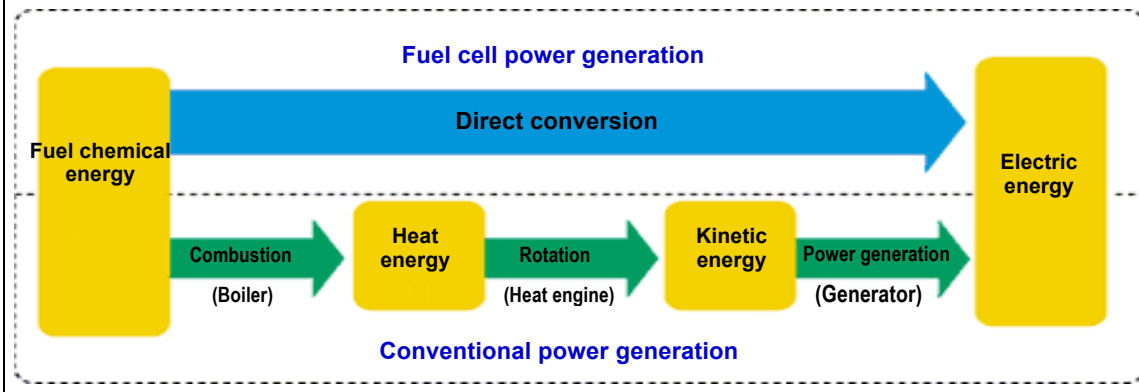 Fuel cell power generation
Direct conversion
Fuel chemical
energy
Electric
energy
Combustion
(Boiler)
Heat
energy
Rotation
(Heat engine)
Kinetic
energy
Power generation
(Generator)
Conventional power generation